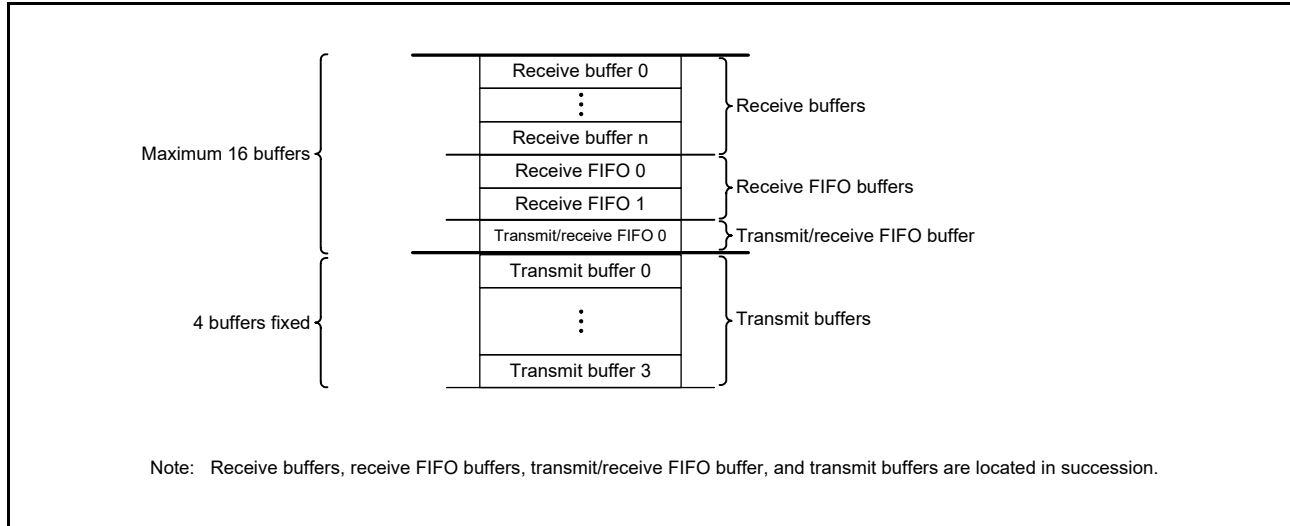 Receive buffer 0
Receive buffers
Receive buffer n
Maximum 16 buffers
Receive FIFO 0
Receive FIFO buffers
Receive FIFO 1
Transmit/receive FIFO 0
Transmit/receive FIFO buffer
Transmit buffer 0
4 buffers fixed
Transmit buffers
Transmit buffer 3
Note: Receive buffers, receive FIFO buffers, transmit/receive FIFO buffer, and transmit buffers are located in succession.